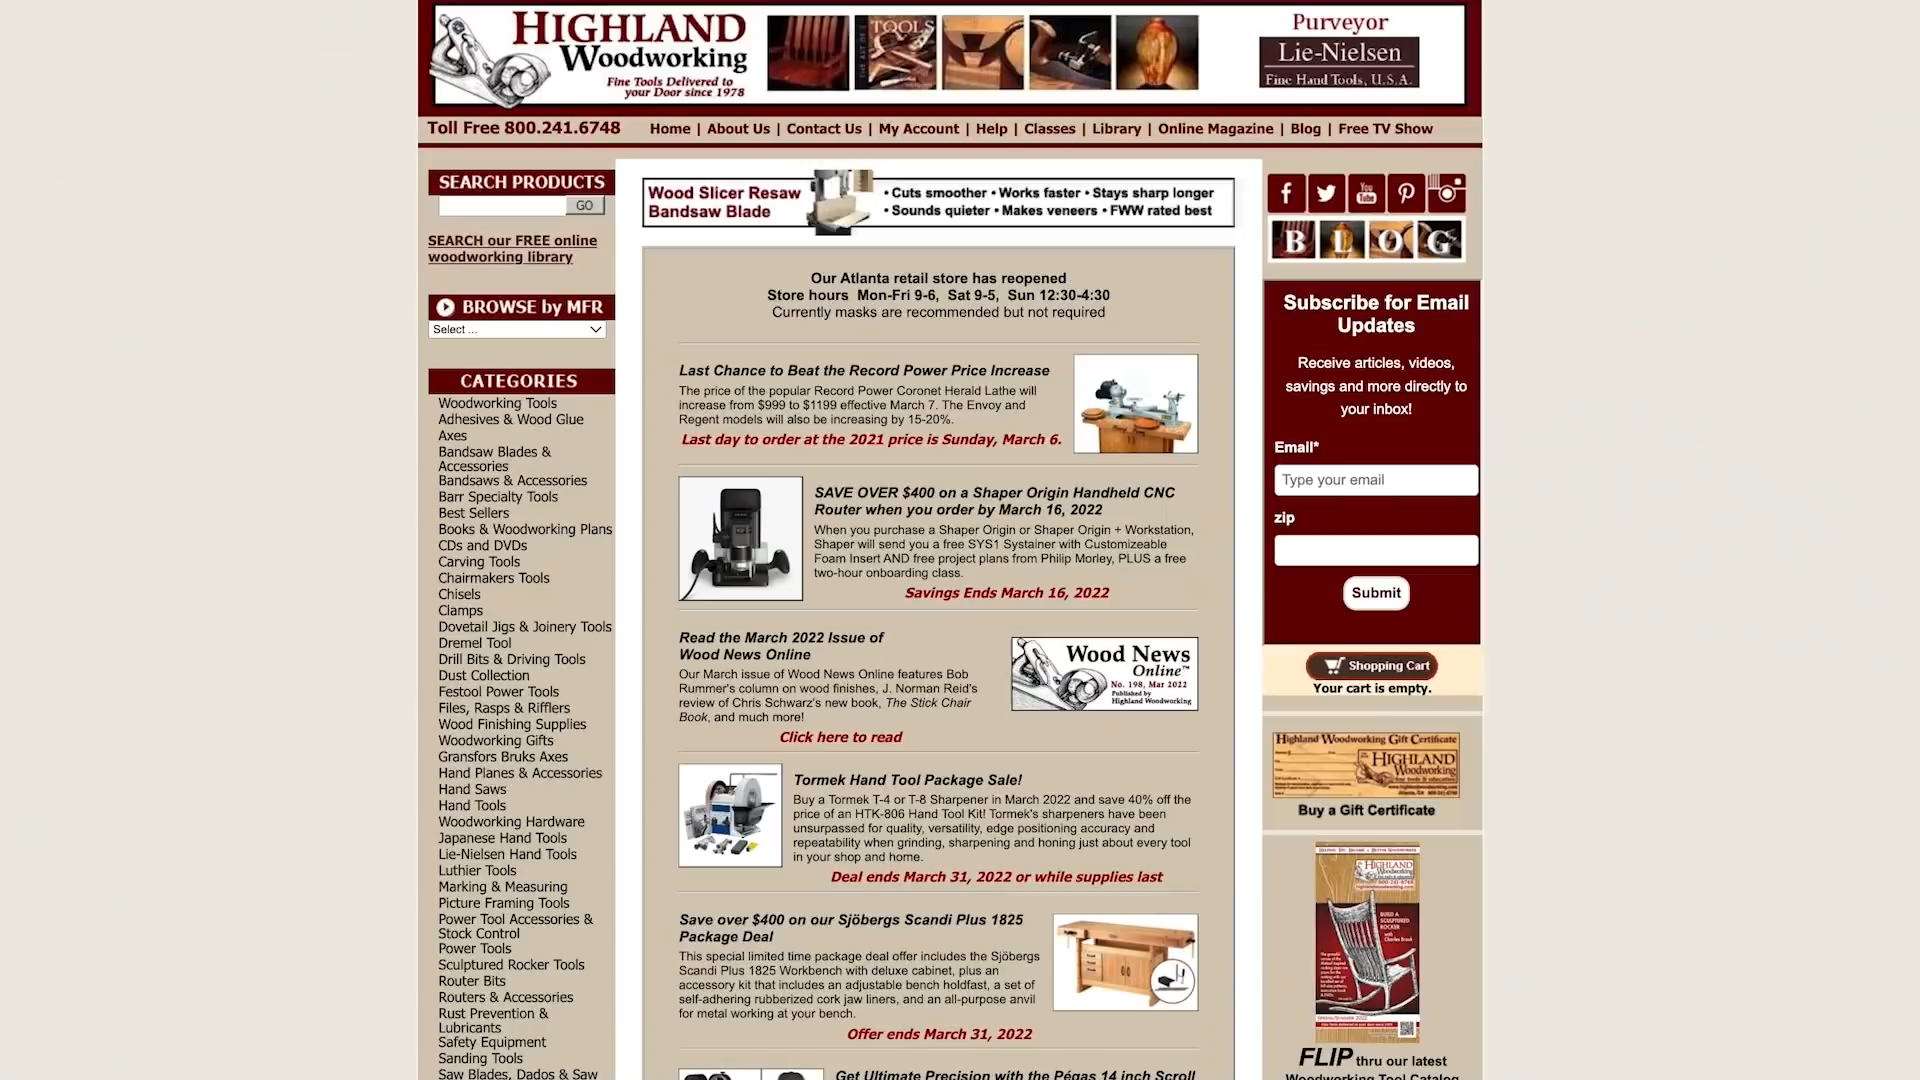 HIGHLAND
Woodworking
Fine Tools Delivered to
your Door since 1978
TOOLS
Purveyor
Lie-Nielsen
Fine Hand Tools, U.S.A.
Toll Free 800.241.6748
Home | About Us | Contact Us | My Account | Help | Classes | Library | Online Magazine | Blog | Free TV Show
SEARCH PRODUCTS
GO
SEARCH our FREE online
woodworking library
BROWSE by MFR
Select ...
CATEGORIES
Woodworking Tools
Adhesives & Wood Glue
Axes
Bandsaw Blades &
Accessories
Bandsaws & Accessories
Barr Specialty Tools
Best Sellers
Books & Woodworking Plans
CDs and DVDs
Carving Tools
Chairmakers Tools
Chisels
Clamps
Dovetail Jigs & Joinery Tools
Dremel Tool
Drill Bits & Driving Tools
Dust Collection
Festool Power Tools
Files, Rasps & Rifflers
Wood Finishing Supplies
Woodworking Gifts
Gransfors Bruks Axes
Hand Planes & Accessories
Hand Saws
Hand Tools
Woodworking Hardware
Japanese Hand Tools
Lie-Nielsen Hand Tools
Luthier Tools
Marking & Measuring
Picture Framing Tools
Power Tool Accessories &
Stock Control
Power Tools
Sculptured Rocker Tools
Router Bits
Routers & Accessories
Rust Prevention &
Lubricants
Safety Equipment
Sanding Tools
Saw Blades, Dados & Saw
Wood Slicer Resaw
Bandsaw Blade
• Cuts smoother • Works faster • Stays sharp longer
• Sounds quieter • Makes veneers • FWW rated best
Our Atlanta retail store has reopened
Store hours Mon-Fri 9-6, Sat 9-5, Sun 12:30-4:30
Currently masks are recommended but not required
Last Chance to Beat the Record Power Price Increase
The price of the popular Record Power Coronet Herald Lathe will
increase from $999 to $1199 effective March 7. The Envoy and
Regent models will also be increasing by 15-20%.
Last day to order at the 2021 price is Sunday, March 6.
SAVE OVER $400 on a Shaper Origin Handheld CNC
Router when you order by March 16, 2022
When you purchase a Shaper Origin or Shaper Origin + Workstation,
Shaper will send you a free SYS1 Systainer with Customizeable
Foam Insert AND free project plans from Philip Morley, PLUS a free
two-hour onboarding class.
Savings Ends March 16, 2022
Read the March 2022 Issue of
Wood News Online
Our March issue of Wood News Online features Bob
Rummer's column on wood finishes, J. Norman Reid's
review of Chris Schwarz's new book, The Stick Chair
Book, and much more!
Click here to read
Wood News
Online™
No. 198, Mar 2022
Published by
Highland Woodworking
Tormek Hand Tool Package Sale!
Buy a Tormek T-4 or T-8 Sharpener in March 2022 and save 40% off the
price of an HTK-806 Hand Tool Kit! Tormek's sharpeners have been
unsurpassed for quality, versatility, edge positioning accuracy and
repeatability when grinding, sharpening and honing just about every tool
in your shop and home.
Deal ends March 31, 2022 or while supplies last
Save over $400 on our Sjöbergs Scandi Plus 1825
Package Deal
This special limited time package deal offer includes the Sjöbergs
Scandi Plus 1825 Workbench with deluxe cabinet, plus an
accessory kit that includes an adjustable bench holdfast, a set of
self-adhering rubberized cork jaw liners, and an all-purpose anvil
for metal working at your bench.
Offer ends March 31, 2022
Get Ultimate Precision with the Pégas 14 inch Scroll
You
Tube
BLOG
Subscribe for Email
Updates
Receive articles, videos,
savings and more directly to
your inbox!
Email*
Type your email
zip
Submit
Shopping Cart
Your cart is empty.
Highland Woodworking Gift Certificate
HIGHLAND
Woodworking
Buy a Gift Certificate
HIGHLAND
Woodworking
BUILD A
SCULPTURED
ROCKER
FLIP thru our latest
Woodworking Tool Catalog